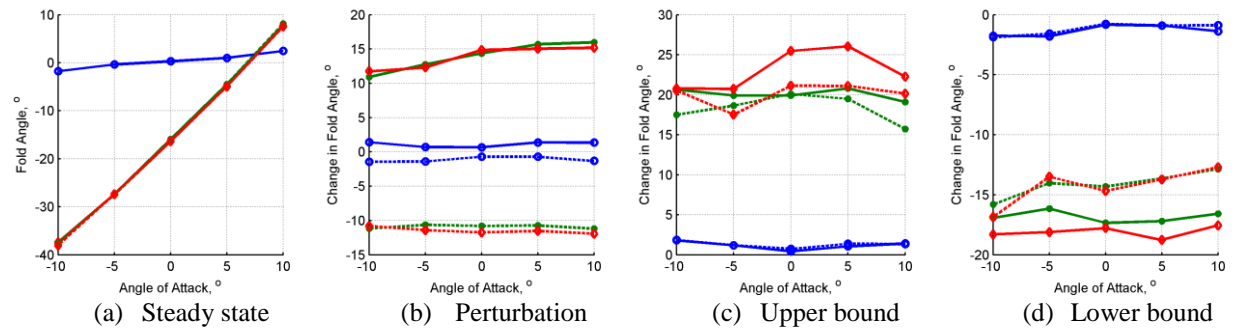 10
0
-10
-20
-30
-40
Fold Angle, °
-10 -5 0 5 10
Angle of Attack, °
(a) Steady state
20
15
10
5
0
-5
-10
-15
Change in Fold Angle, °
-10 -5 0 5 10
Angle of Attack, °
(b) Perturbation
30
25
20
15
10
5
0
Change in Fold Angle, °
-10 -5 0 5 10
Angle of Attack, °
(c) Upper bound
0
-5
-10
-15
-20
Change in Fold Angle, °
-10 -5 0 5 10
Angle of Attack, °
(d) Lower bound